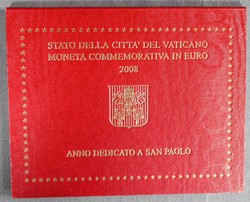 STATO DELLA CITTA' DEL VATICANO
MONETA COMMEMORATIVA IN EURO
2008
ANNO DEDICATO A SAN PAOLO